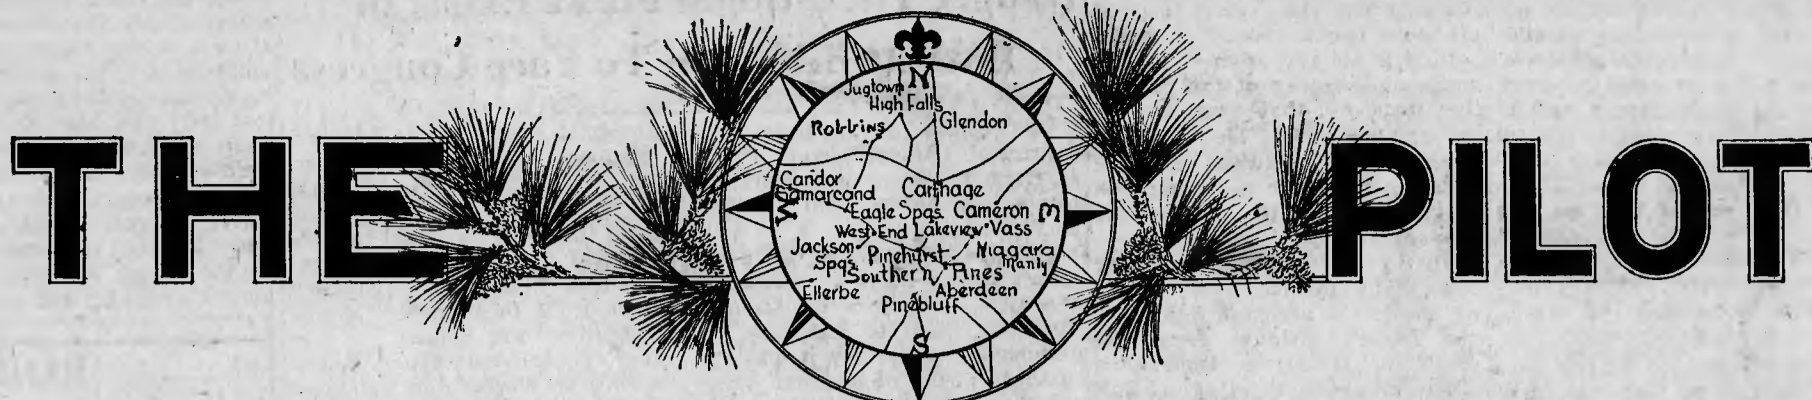 THE PILOT
N
Jugtown
High Falls
Robbins Glendon
Candor
Samarcand Carthage
W Eagle Spgs. Cameron E
West End Lakeview Vass
Jackson Spgs. Pinehurst Niagara
Manly
Southern Pines
Ellerbe Aberdeen
Pinebluff
S